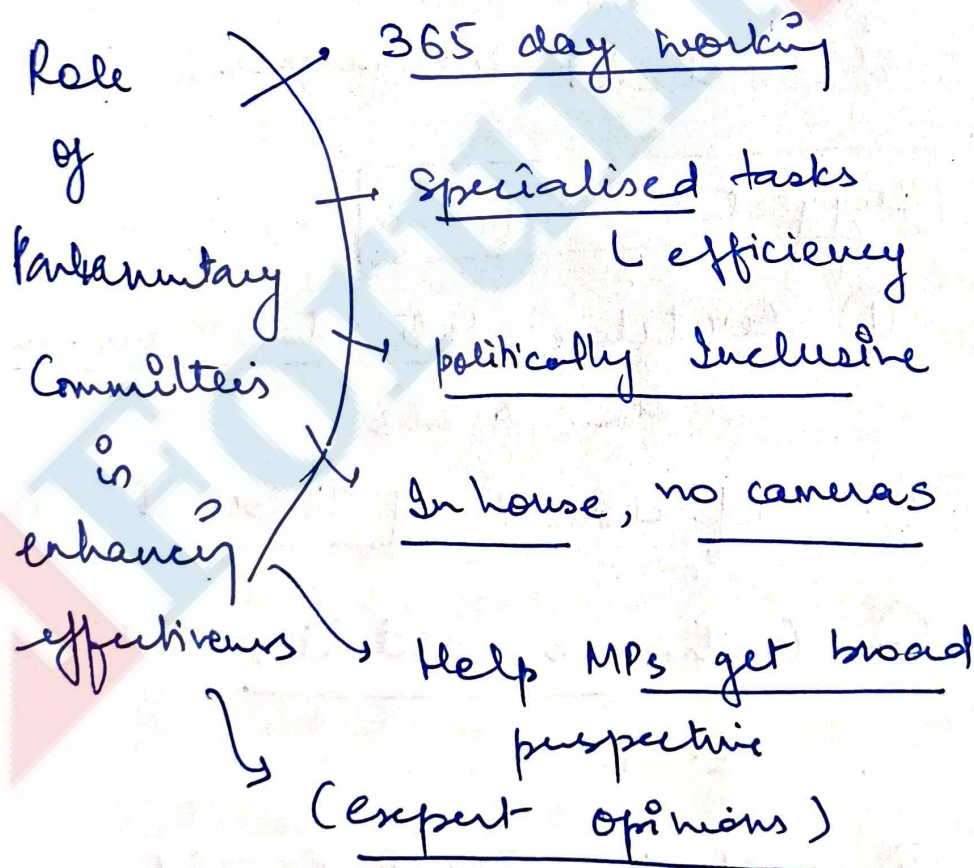 Role
of
Parliamentary
Committees
in
enhancing
effectiveness
365 day working
Specialised tasks
efficiency
politically Inclusive
In house, no cameras
Help MPs get broad
perspective
(expert opinions)
Forum